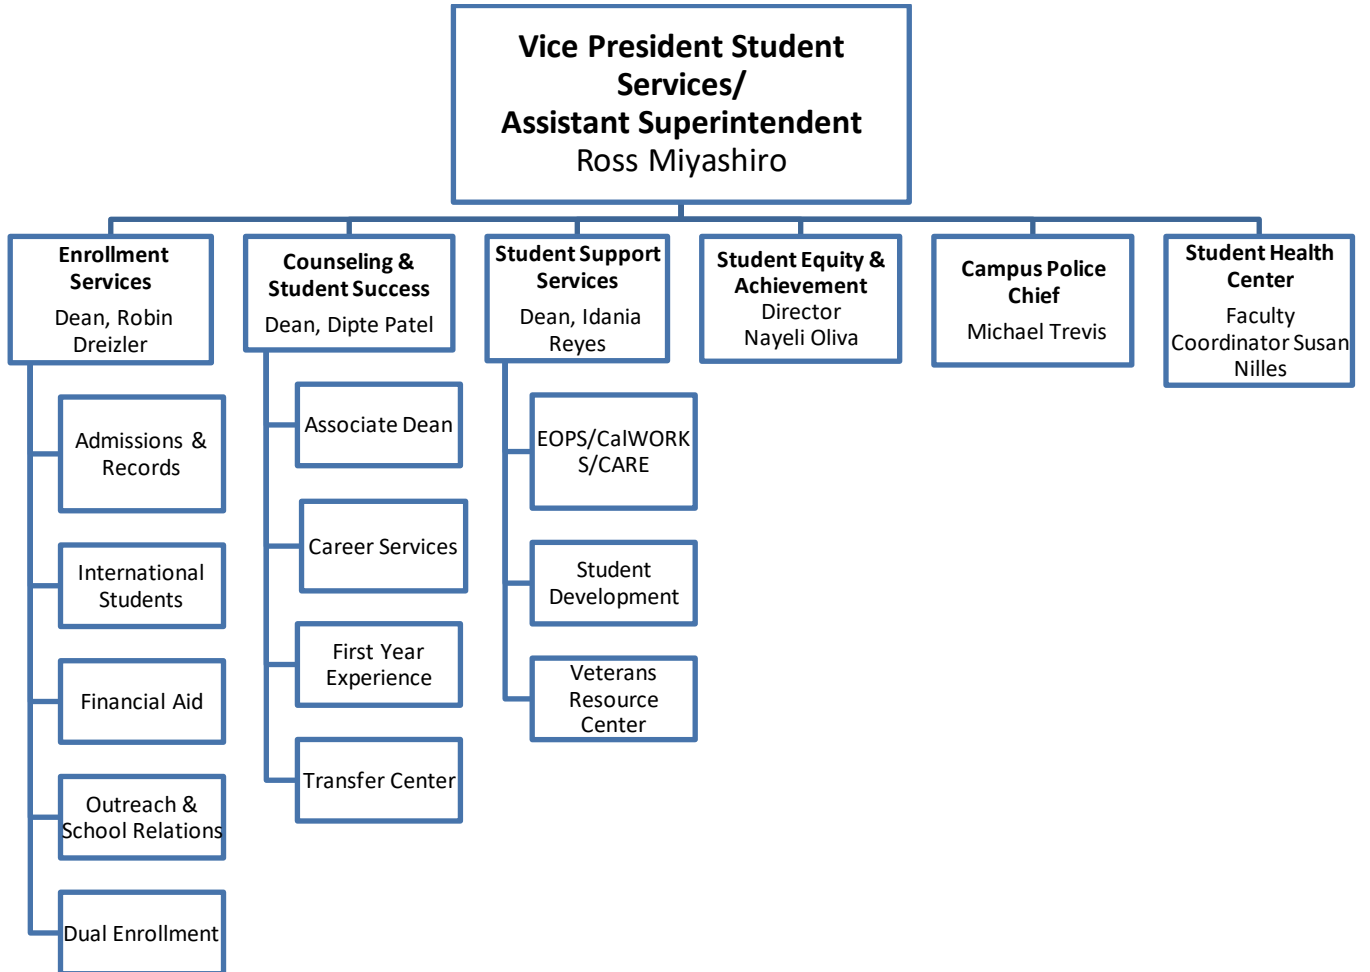 Vice President Student
Services/
Assistant Superintendent
Ross Miyashiro
Enrollment
Services
Dean, Robin
Dreizler
Counseling &
Student Success
Dean, Dipte Patel
Student Support
Services
Dean, Idania
Reyes
Student Equity &
Achievement
Director
Nayeli Oliva
Campus Police
Chief
Michael Trevis
Student Health
Center
Faculty
Coordinator Susan
Nilles
Admissions &
Records
International
Students
Financial Aid
Outreach &
School Relations
Dual Enrollment
Associate Dean
Career Services
First Year
Experience
Transfer Center
EOPS/CalWORK
S/CARE
Student
Development
Veterans
Resource
Center